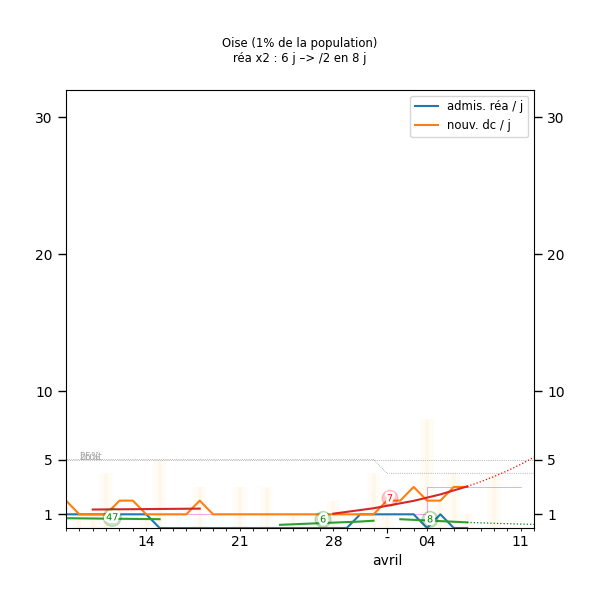 Oise (1% de la population)
réa x2 : 6 j –> /2 en 8 j
admis. réa / j
nouv. dc / j
30 30
20 20
10 10
5 5
1 1
47 6 7 8
14 21 28 - 04 11
avril